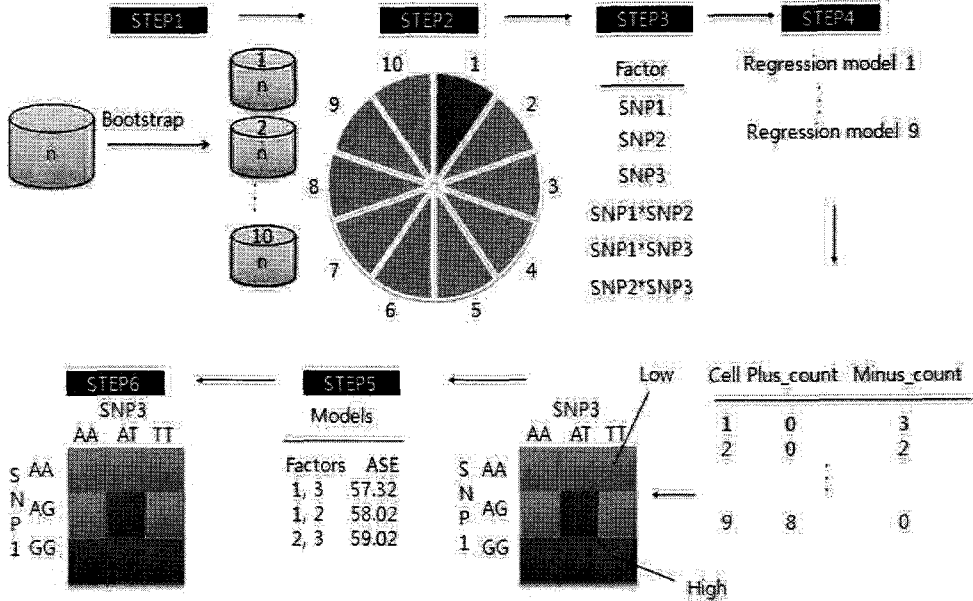 STEP1
STEP2
STEP3
STEP4
n
Bootstrap
1
n
2
n
10
n
10
1
2
3
4
5
6
7
8
9
Factor
SNP1
SNP2
SNP3
SNP1*SNP2
SNP1*SNP3
SNP2*SNP3
Regression model 1
Regression model 9
STEP6
SNP3
AA AT TT
SNP1
AA
AG
GG
STEP5
Models
Factors ASE
1, 3 57.32
1, 2 58.02
2, 3 59.02
SNP3
AA AT TT
SNP1
AA
AG
GG
Low
High
Cell Plus_count Minus_count
1 0 3
2 0 2
9 8 0